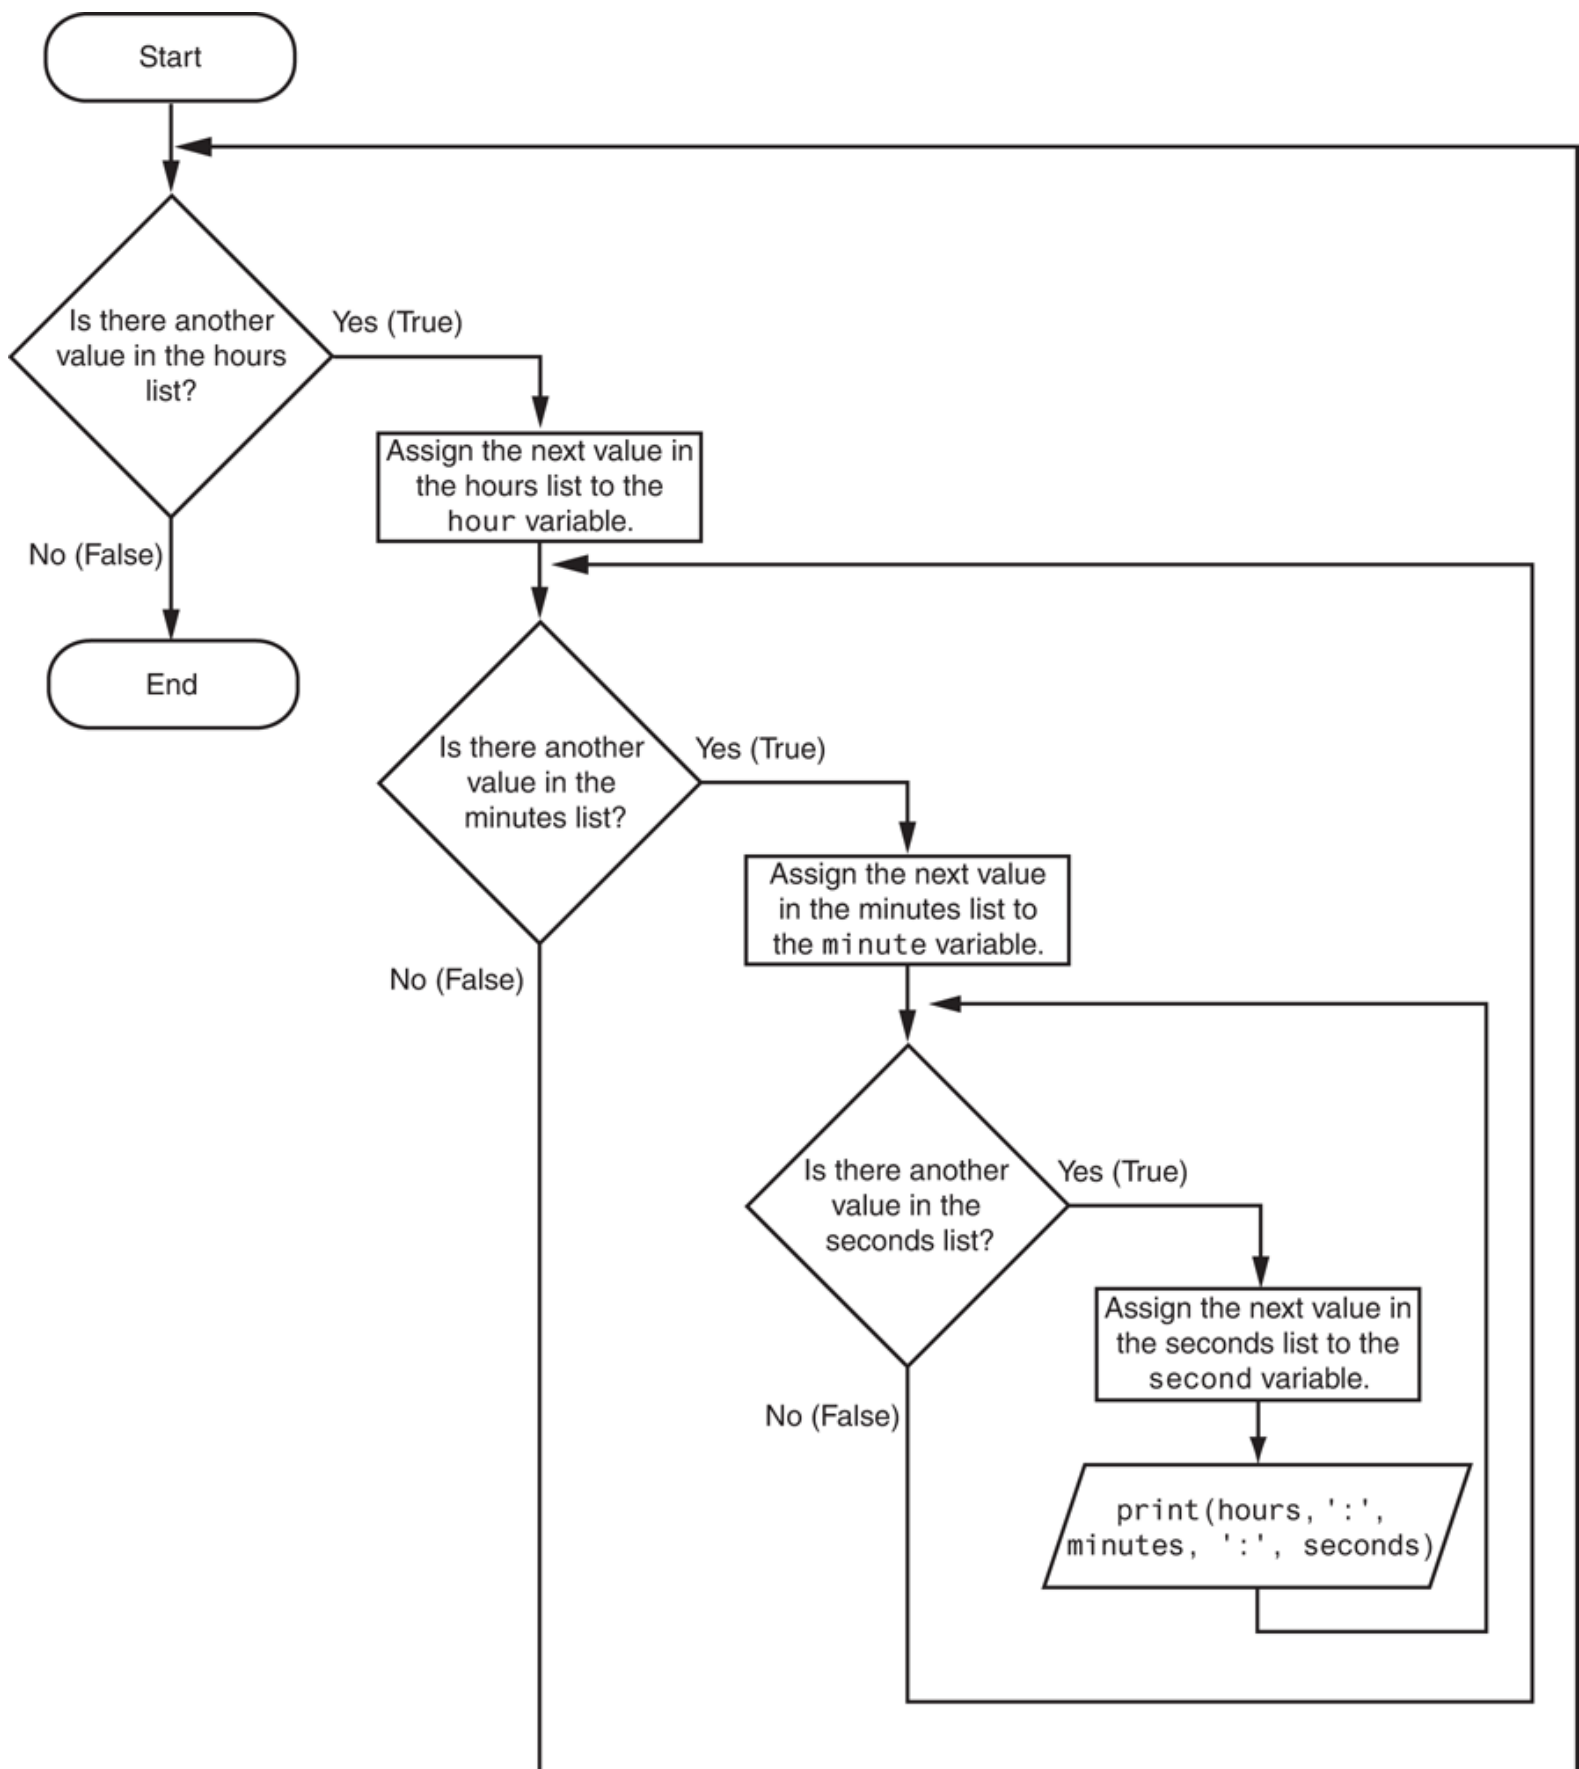 Start
Is there another
value in the hours
list?
Yes (True)
Assign the next value in
the hours list to the
hour variable.
No (False)
End
Is there another
value in the
minutes list?
Yes (True)
Assign the next value
in the minutes list to
the minute variable.
No (False)
Is there another
value in the
seconds list?
Yes (True)
Assign the next value in
the seconds list to the
second variable.
No (False)
print(hours, ':',
minutes, ':', seconds)